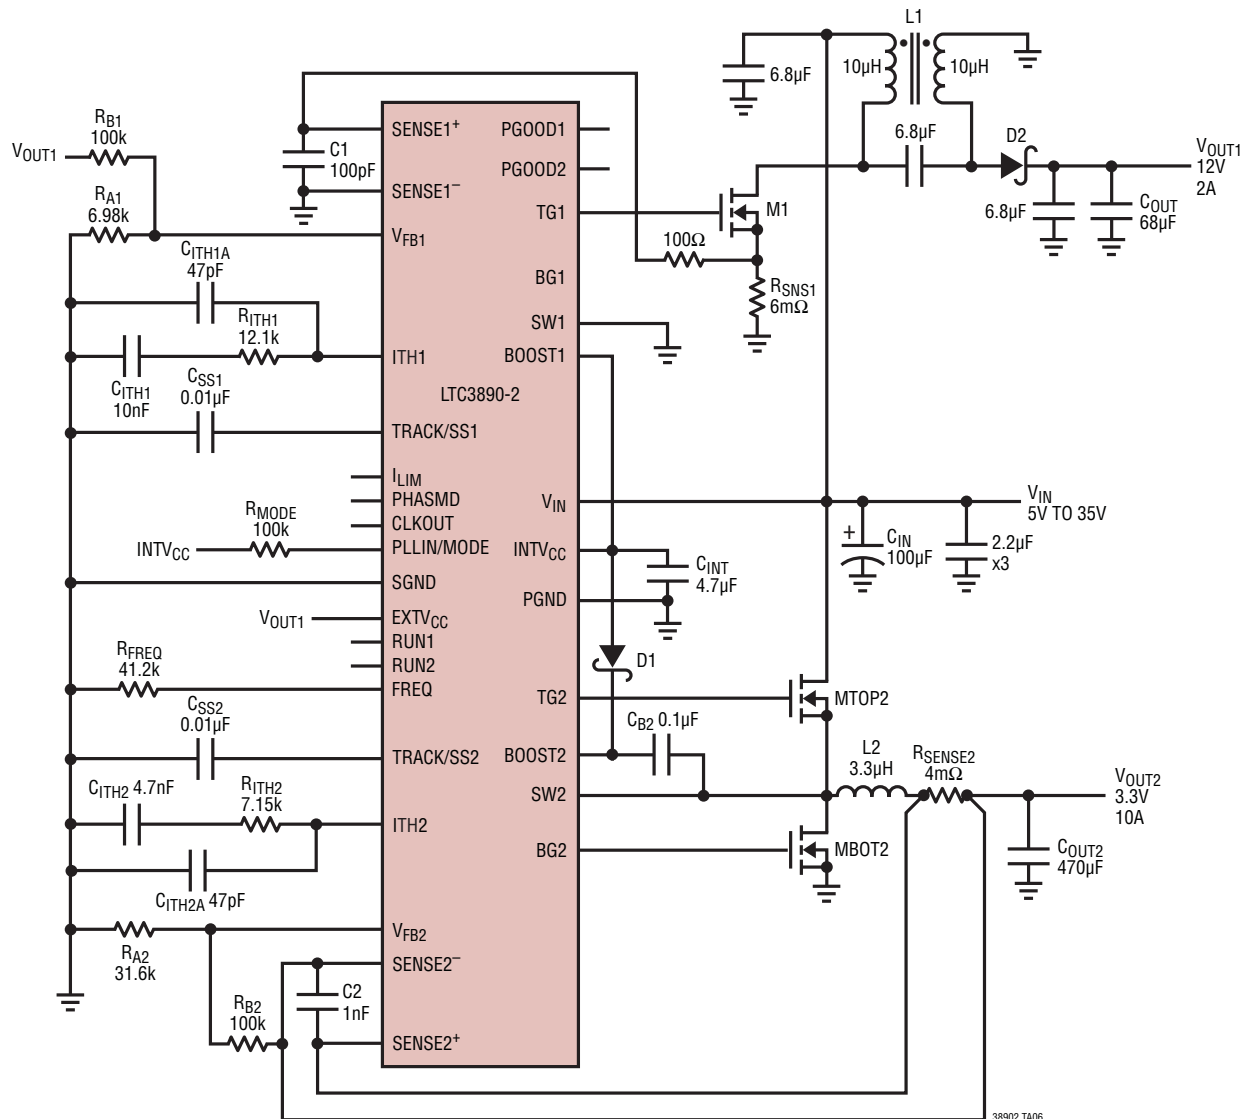 L1
10µH
10µH
6.8µF
6.8µF
D2
VOUT1
12V
2A
6.8µF
COUT
68µF
RB1
100k
VOUT1
RA1
6.98k
C1
100pF
SENSE1+
SENSE1–
VFB1
PGOOD1
PGOOD2
TG1
M1
100Ω
RSNS1
6mΩ
BG1
SW1
BOOST1
CITH1A
47pF
RITH1
12.1k
CITH1
10nF
ITH1
LTC3890-2
CSS1
0.01µF
TRACK/SS1
ILIM
PHASMD
CLKOUT
PLLIN/MODE
RMODE
100k
INTVCC
VIN
VIN
5V TO 35V
+
CIN
100µF
2.2µF
x3
INTVCC
CINT
4.7µF
PGND
SGND
VOUT1
EXTVCC
RUN1
RUN2
RFREQ
41.2k
FREQ
D1
TG2
MTOP2
CSS2
0.01µF
TRACK/SS2
CB2 0.1µF
BOOST2
L2
3.3µH
RSENSE2
4mΩ
VOUT2
3.3V
10A
SW2
CITH2 4.7nF
RITH2
7.15k
ITH2
BG2
MBOT2
COUT2
470µF
CITH2A 47pF
VFB2
RA2
31.6k
SENSE2–
RB2
100k
C2
1nF
SENSE2+
38902 TA06